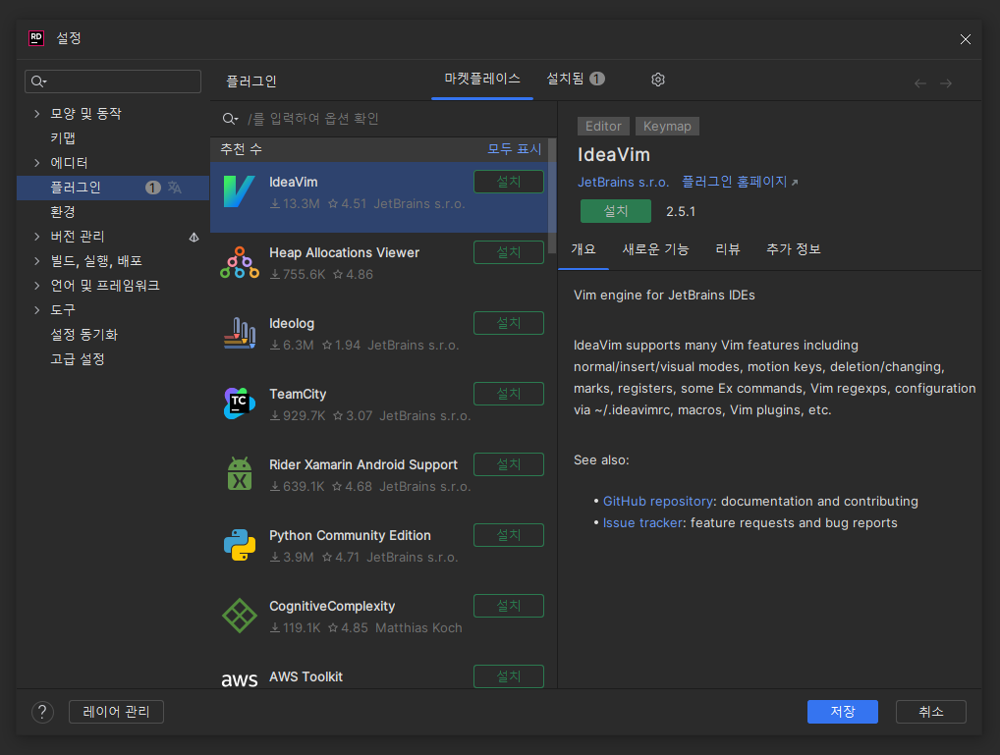 RD 설정
모양 및 동작
키맵
에디터
플러그인 1
환경
버전 관리
빌드, 실행, 배포
언어 및 프레임워크
도구
설정 동기화
고급 설정
플러그인 마켓플레이스 설치됨 1
/를 입력하여 옵션 확인
추천 수 모두 표시
IdeaVim 설치
13.3M 4.51 JetBrains s.r.o.
Heap Allocations Viewer 설치
755.6K 4.86
Ideolog 설치
6.3M 1.94 JetBrains s.r.o.
TC TeamCity 설치
929.7K 3.07 JetBrains s.r.o.
Rider Xamarin Android Support 설치
639.1K 4.68 JetBrains s.r.o.
Python Community Edition 설치
3.9M 4.71 JetBrains s.r.o.
CognitiveComplexity 설치
119.1K 4.85 Matthias Koch
aws AWS Toolkit 설치
Editor Keymap
IdeaVim
JetBrains s.r.o. 플러그인 홈페이지
설치 2.5.1
개요 새로운 기능 리뷰 추가 정보
Vim engine for JetBrains IDEs
IdeaVim supports many Vim features including
normal/insert/visual modes, motion keys, deletion/changing,
marks, registers, some Ex commands, Vim regexps, configuration
via ~/.ideavimrc, macros, Vim plugins, etc.
See also:
• GitHub repository: documentation and contributing
• Issue tracker: feature requests and bug reports
? 레이어 관리 저장 취소